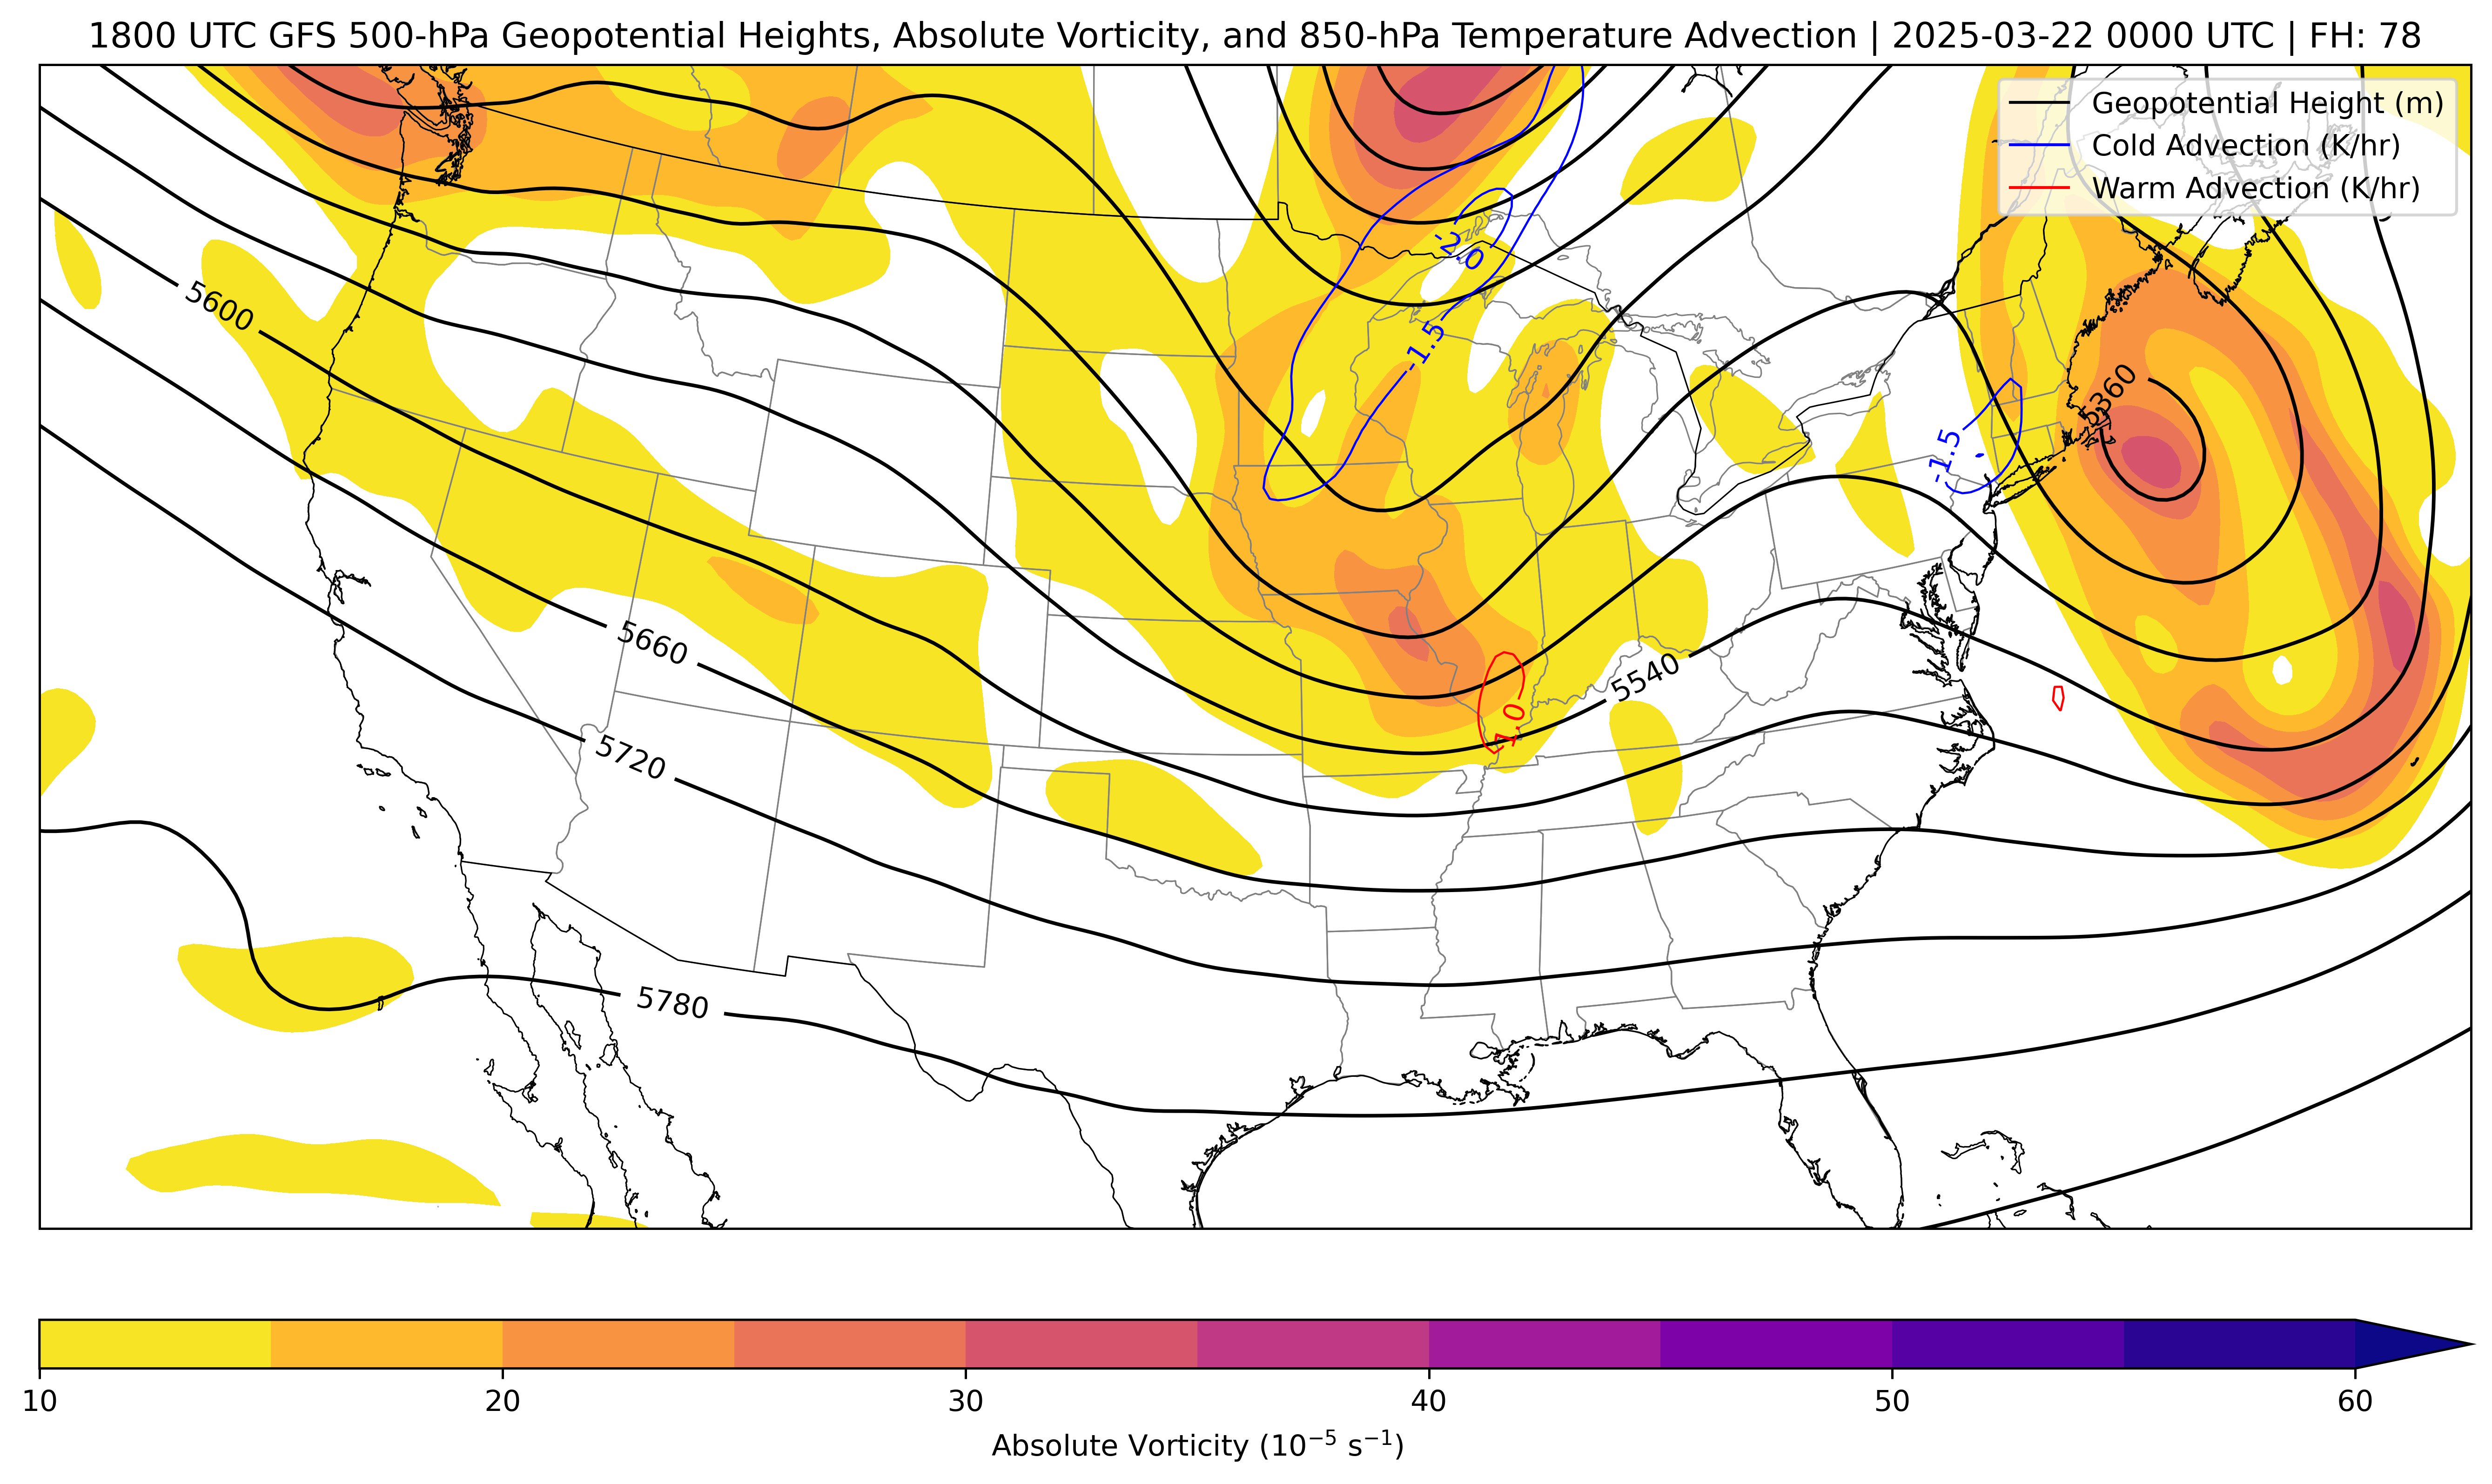 1800 UTC GFS 500-hPa Geopotential Heights, Absolute Vorticity, and 850-hPa Temperature Advection | 2025-03-22 0000 UTC | FH: 78
Geopotential Height (m)
Cold Advection (K/hr)
Warm Advection (K/hr)
-2.0
5600
-1.5
5360
-1.5
5660
5540
1.0
5720
5780
10 20 30 40 50 60
Absolute Vorticity (10⁻⁵ s⁻¹)